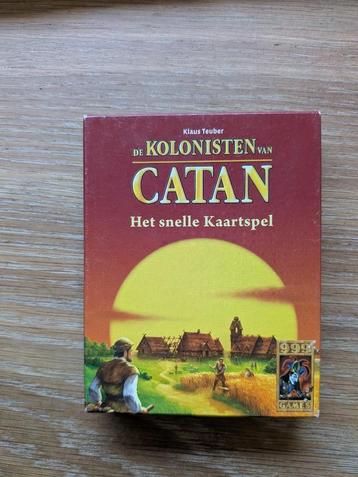 Klaus Teuber
DE KOLONISTEN VAN
CATAN
Het snelle Kaartspel
999
GAMES